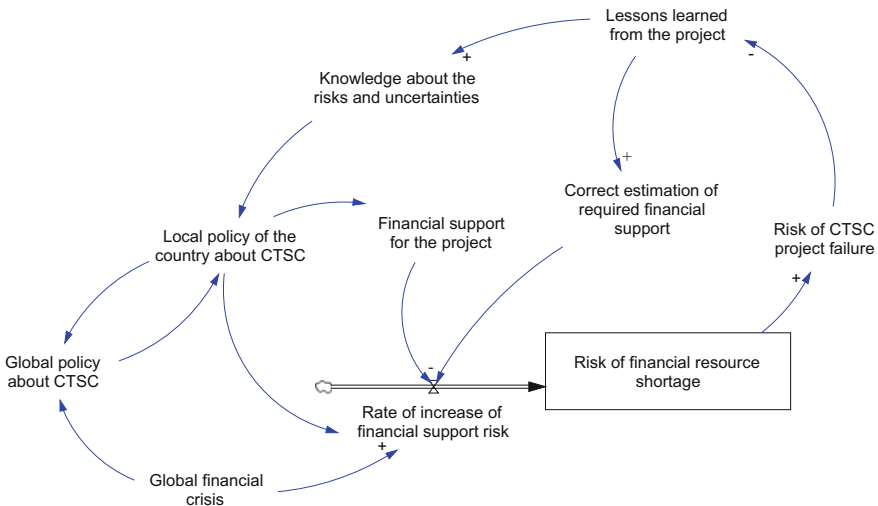 Lessons learned
from the project
+
-
Knowledge about the
risks and uncertainties
+
Correct estimation of
required financial
support
Financial support
for the project
Local policy of the
country about CTSC
Risk of CTSC
project failure
+
Global policy
about CTSC
-
Risk of financial resource
shortage
Rate of increase of
financial support risk
+
Global financial
crisis